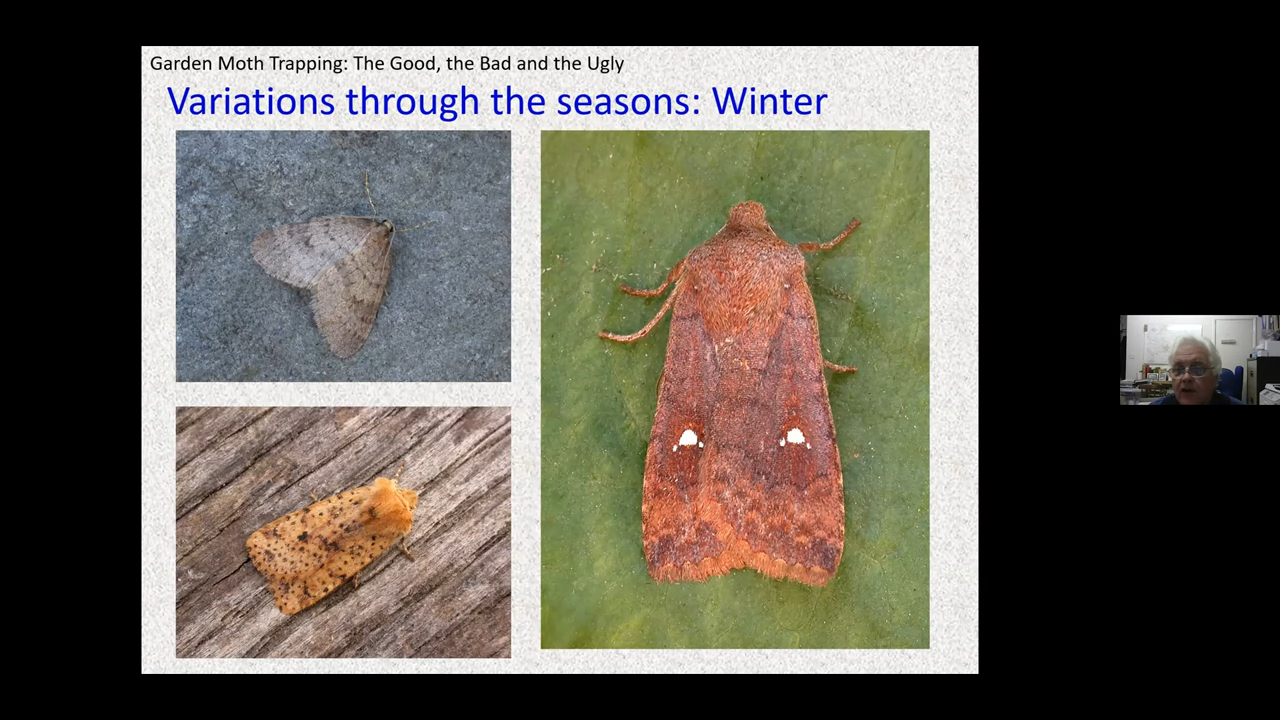 Garden Moth Trapping: The Good, the Bad and the Ugly
Variations through the seasons: Winter